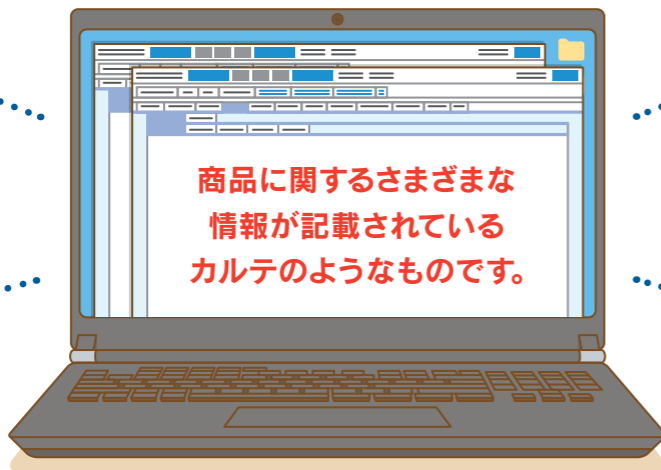 商品に関するさまざまな
情報が記載されている
カルテのようなものです。